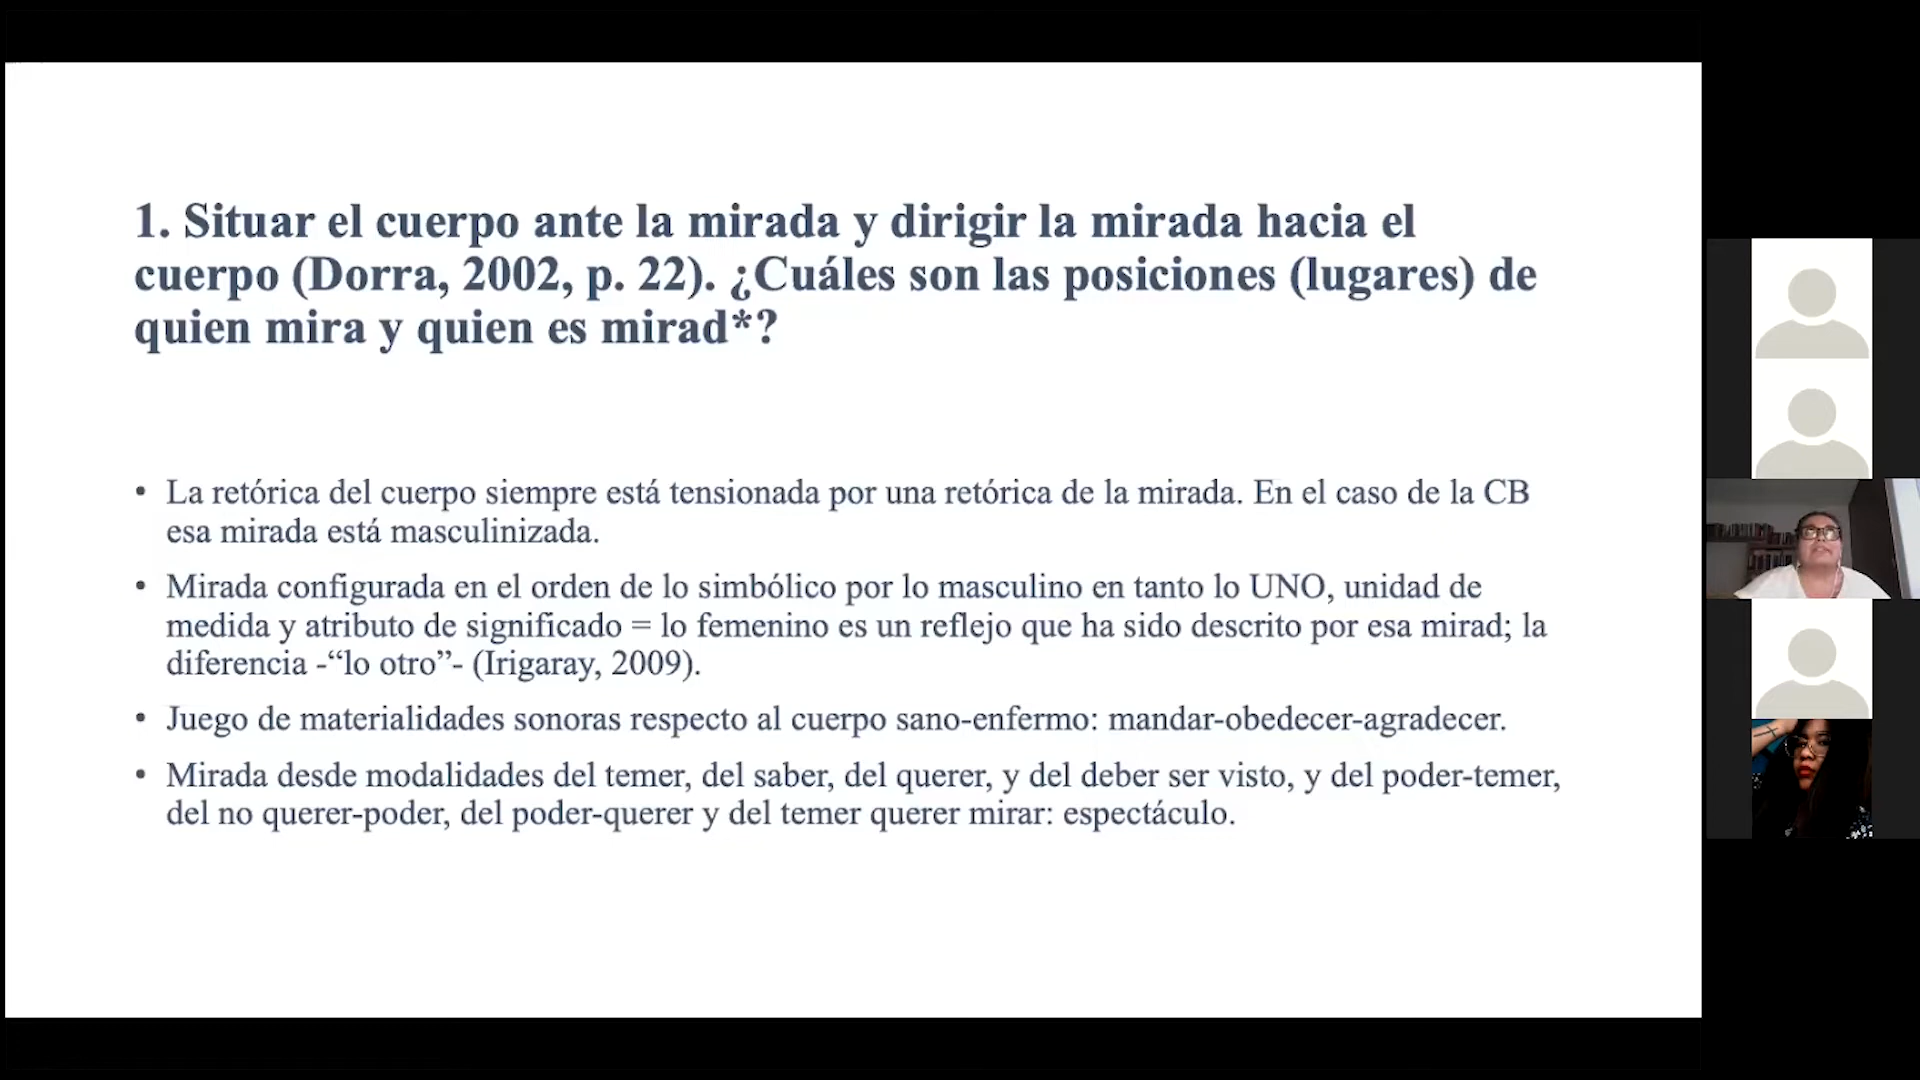 1. Situar el cuerpo ante la mirada y dirigir la mirada hacia el
cuerpo (Dorra, 2002, p. 22). ¿Cuáles son las posiciones (lugares) de
quien mira y quien es mirad*?
• La retórica del cuerpo siempre está tensionada por una retórica de la mirada. En el caso de la CB
esa mirada está masculinizada.
• Mirada configurada en el orden de lo simbólico por lo masculino en tanto lo UNO, unidad de
medida y atributo de significado = lo femenino es un reflejo que ha sido descrito por esa mirad; la
diferencia -“lo otro”- (Irigaray, 2009).
• Juego de materialidades sonoras respecto al cuerpo sano-enfermo: mandar-obedecer-agradecer.
• Mirada desde modalidades del temer, del saber, del querer, y del deber ser visto, y del poder-temer,
del no querer-poder, del poder-querer y del temer querer mirar: espectáculo.